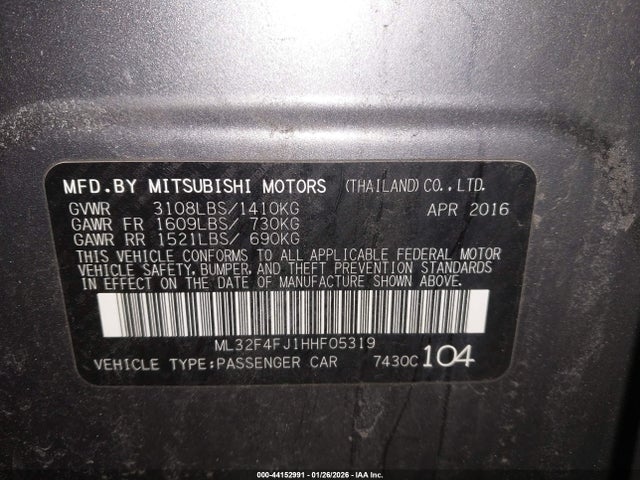 MFD.BY MITSUBISHI MOTORS (THAILAND)CO.,LTD.
GVWR 3108LBS/1410KG APR 2016
GAWR FR 1609LBS/ 730KG
GAWR RR 1521LBS/ 690KG
THIS VEHICLE CONFORMS TO ALL APPLICABLE FEDERAL MOTOR
VEHICLE SAFETY, BUMPER, AND THEFT PREVENTION STANDARDS
IN EFFECT ON THE DATE OF MANUFACTURE SHOWN ABOVE.
ML32F4FJ1HHF05319
VEHICLE TYPE:PASSENGER CAR 7430C 104
000-44152991 - 01/26/2026 - IAA Inc.